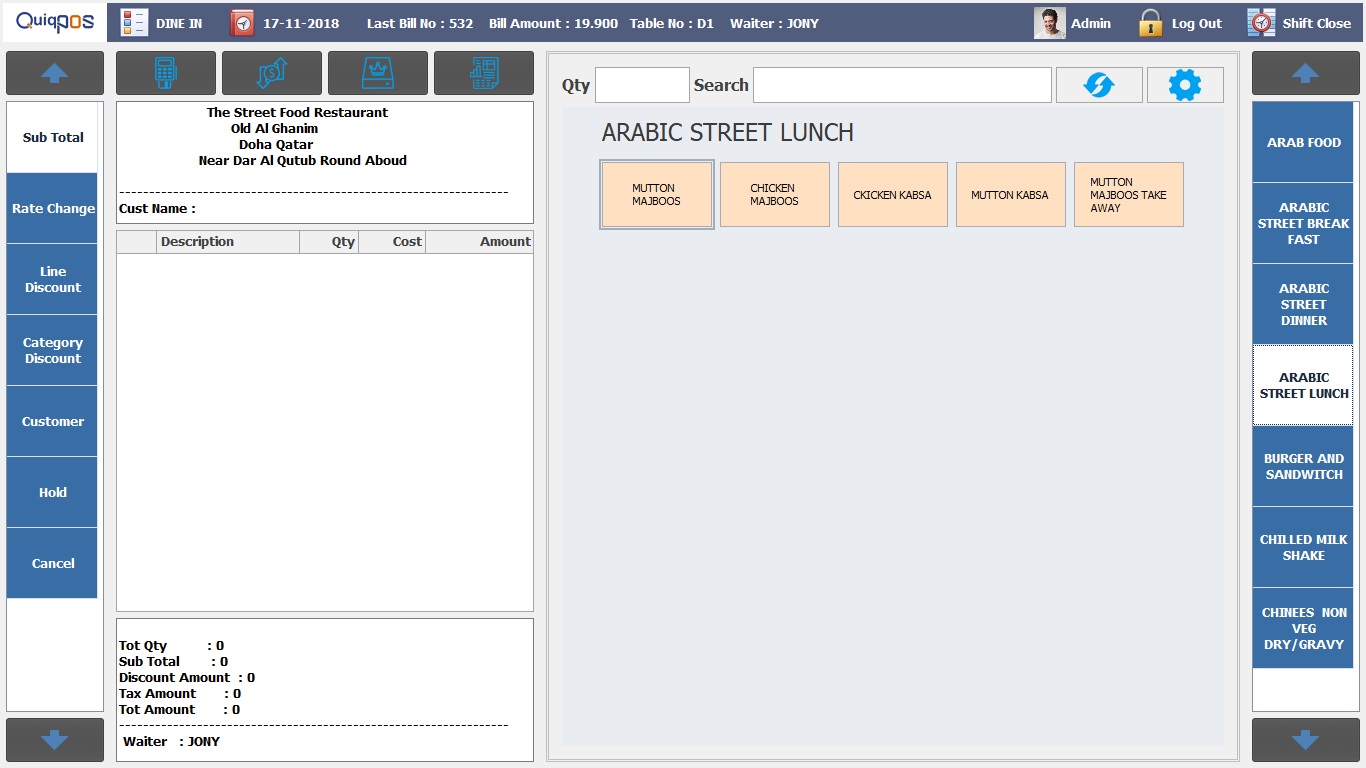 QuiqPOS
DINE IN
17-11-2018
Last Bill No : 532
Bill Amount : 19.900
Table No : D1
Waiter : JONY
Admin
Log Out
Shift Close
Sub Total
Rate Change
Line
Discount
Category
Discount
Customer
Hold
Cancel
The Street Food Restaurant
Old Al Ghanim
Doha Qatar
Near Dar Al Qutub Round Aboud
--------------------------------------------------------------------------------
Cust Name :
Description Qty Cost Amount
Tot Qty : 0
Sub Total : 0
Discount Amount : 0
Tax Amount : 0
Tot Amount : 0
--------------------------------------------------------------------------------
Waiter : JONY
Qty
Search
ARABIC STREET LUNCH
MUTTON
MAJBOOS
CHICKEN
MAJBOOS
CKICKEN KABSA
MUTTON KABSA
MUTTON
MAJBOOS TAKE
AWAY
ARAB FOOD
ARABIC
STREET BREAK
FAST
ARABIC
STREET
DINNER
ARABIC
STREET LUNCH
BURGER AND
SANDWITCH
CHILLED MILK
SHAKE
CHINEES NON
VEG
DRY/GRAVY